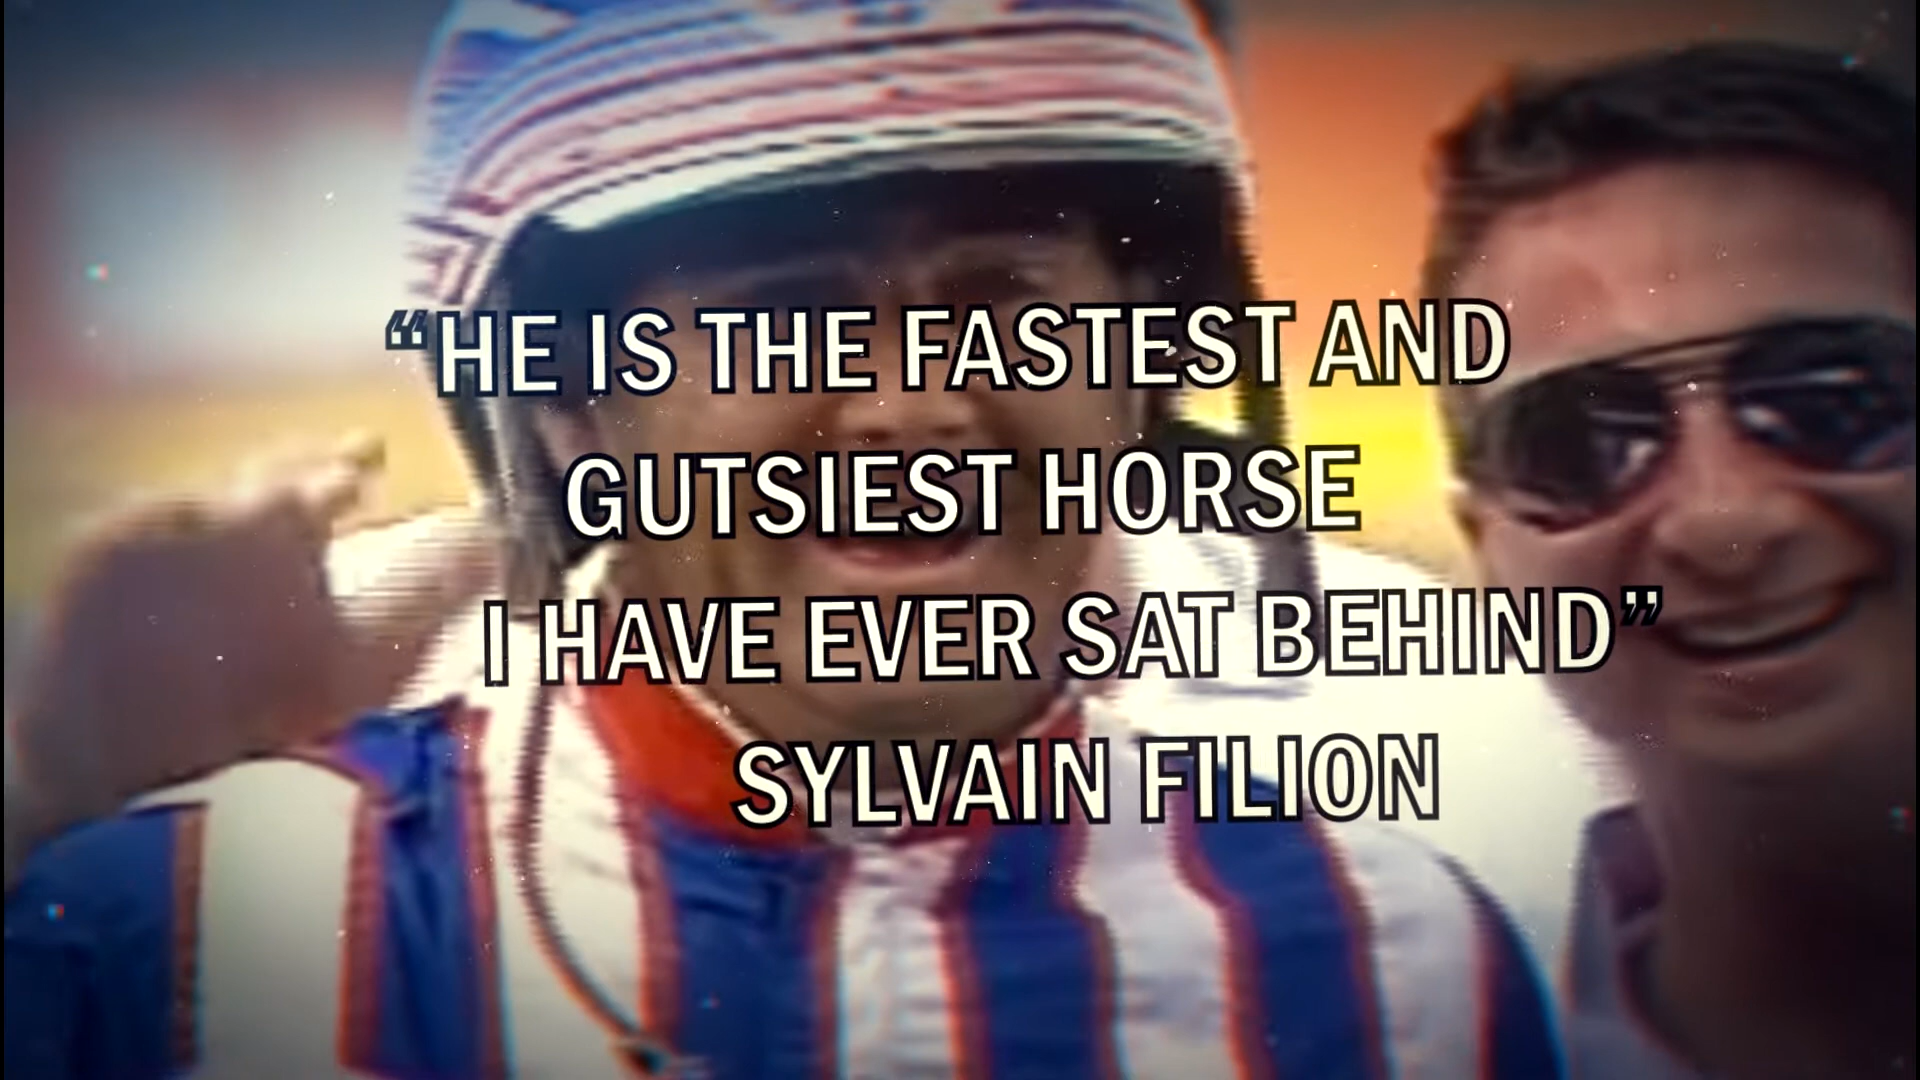 “HE IS THE FASTEST AND
GUTSIEST HORSE
I HAVE EVER SAT BEHIND”
SYLVAIN FILION